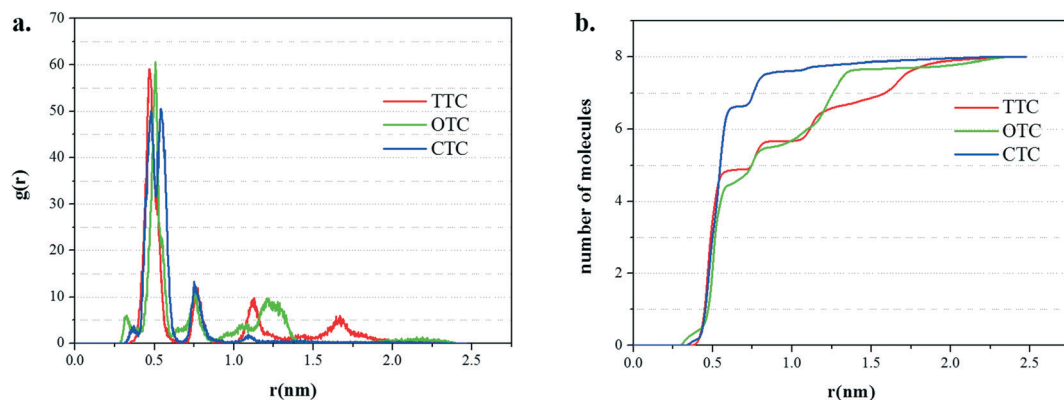 a.
70
60
50
40
30
20
10
0
g(r)
TTC
OTC
CTC
0.0 0.5 1.0 1.5 2.0 2.5
r(nm)
b.
8
6
4
2
0
number of molecules
TTC
OTC
CTC
0.0 0.5 1.0 1.5 2.0 2.5
r(nm)